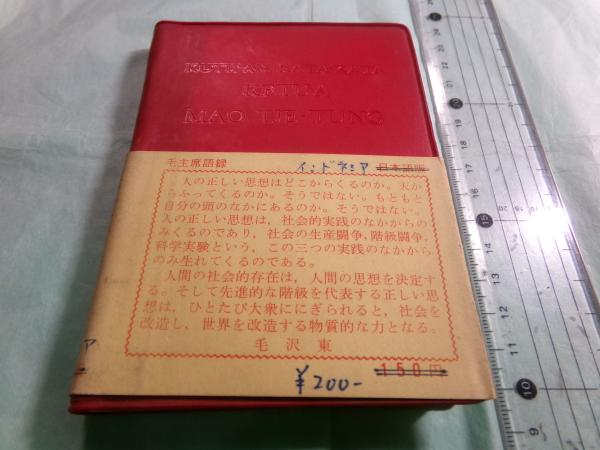 KUTIPAN KATA-KATA
KETUA
MAO TJE-TUNG
毛主席語録 インドネシア 日本語版
人の正しい思想はどこからくるのか。天か
らふってくるのか。そうではない。もともと
自分の頭のなかにあるのか。そうではない。
人の正しい思想は，社会的実践のなかからの
みくるのであり，社会の生産闘争，階級闘争，
科学実験という，この三つの実践のなかから
のみ生れてくるのである。
人間の社会的存在は，人間の思想を決定す
る。そして先進的な階級を代表する正しい思
想は，ひとたび大衆ににぎられると，社会を
改造し，世界を改造する物質的な力となる。
毛沢東
ア
¥200- 150円